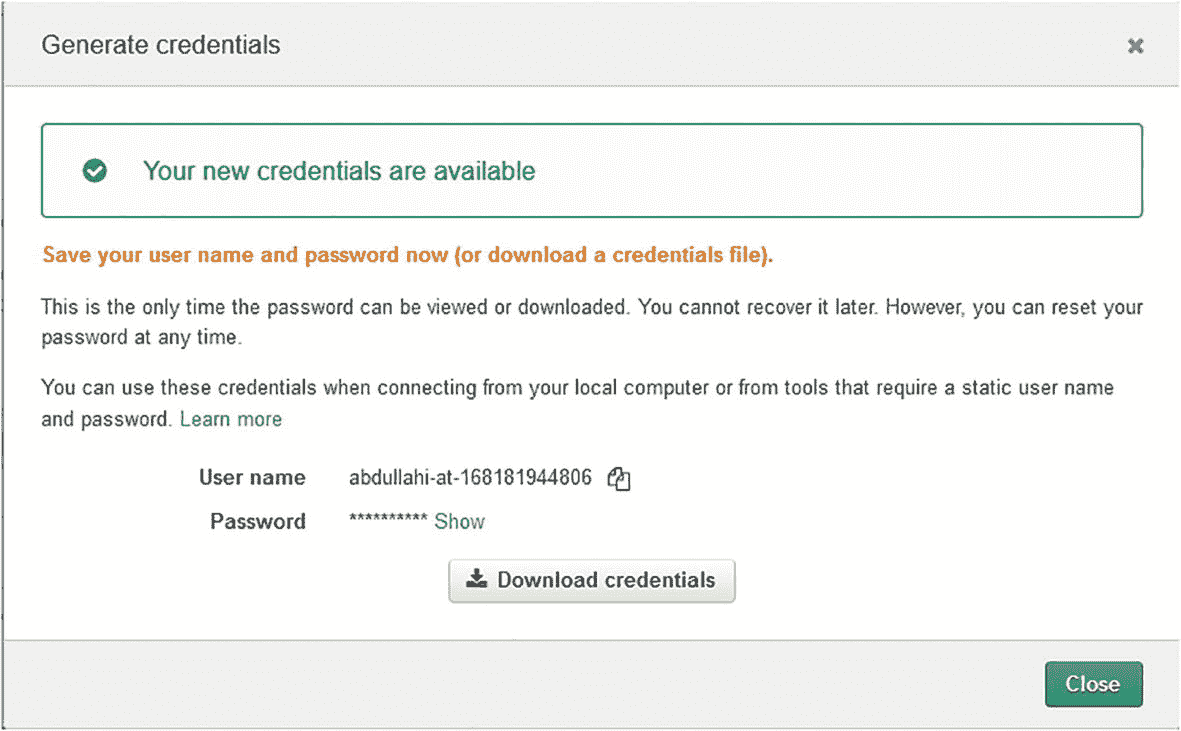 Generate credentials
Your new credentials are available
Save your user name and password now (or download a credentials file).
This is the only time the password can be viewed or downloaded. You cannot recover it later. However, you can reset your
password at any time.
You can use these credentials when connecting from your local computer or from tools that require a static user name
and password. Learn more
User name abdullahi-at-168181944806
Password ********** Show
Download credentials
Close